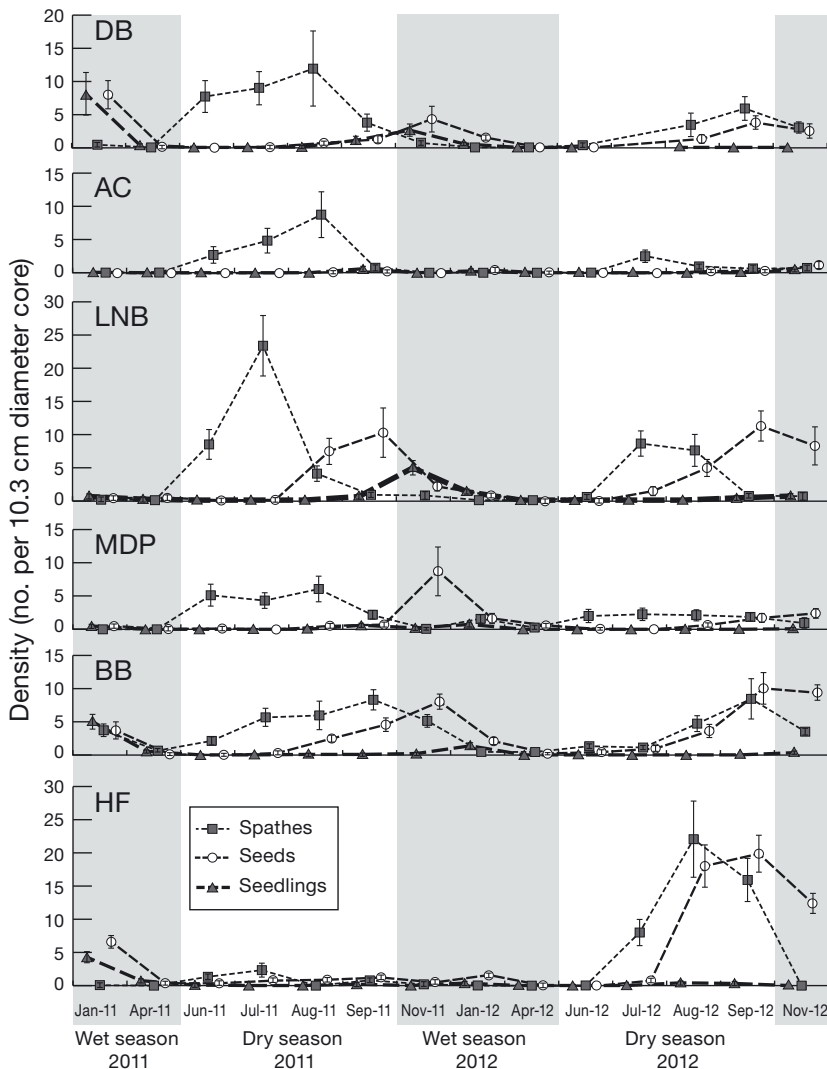 Density (no. per 10.3 cm diameter core)
DB
20
15
10
5
0
AC
15
10
5
0
LNB
30
25
20
15
10
5
0
MDP
15
10
5
0
BB
15
10
5
0
HF
30
25
20
15
10
5
0
Spathes
Seeds
Seedlings
Jan-11 Apr-11 Jun-11 Jul-11 Aug-11 Sep-11 Nov-11 Jan-12 Apr-12 Jun-12 Jul-12 Aug-12 Sep-12 Nov-12
Wet season Dry season Wet season Dry season
2011 2011 2012 2012